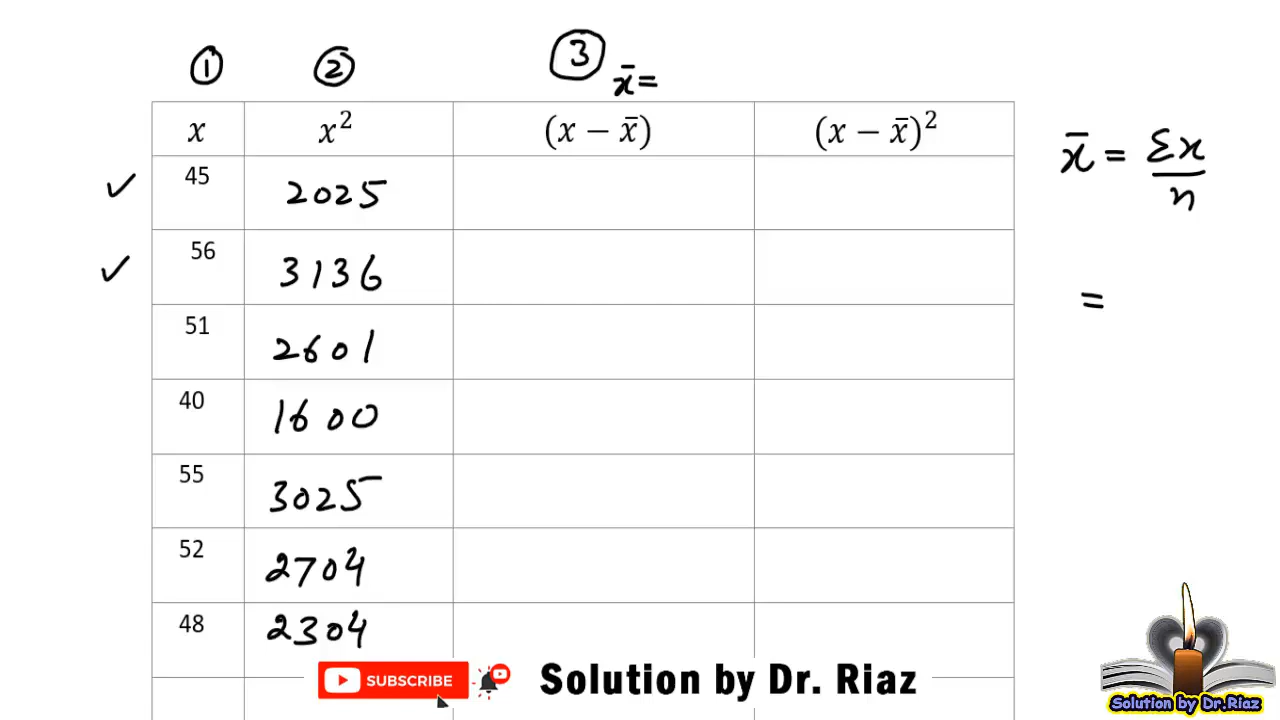 ① ② ③ x̄ =
x x² (x − x̄) (x − x̄)²
x̄ = Σx / n
45 2025
✓
56 3136
✓
=
51 2601
40 1600
55 3025
52 2704
48 2304
SUBSCRIBE
Solution by Dr. Riaz
Solution by Dr.Riaz